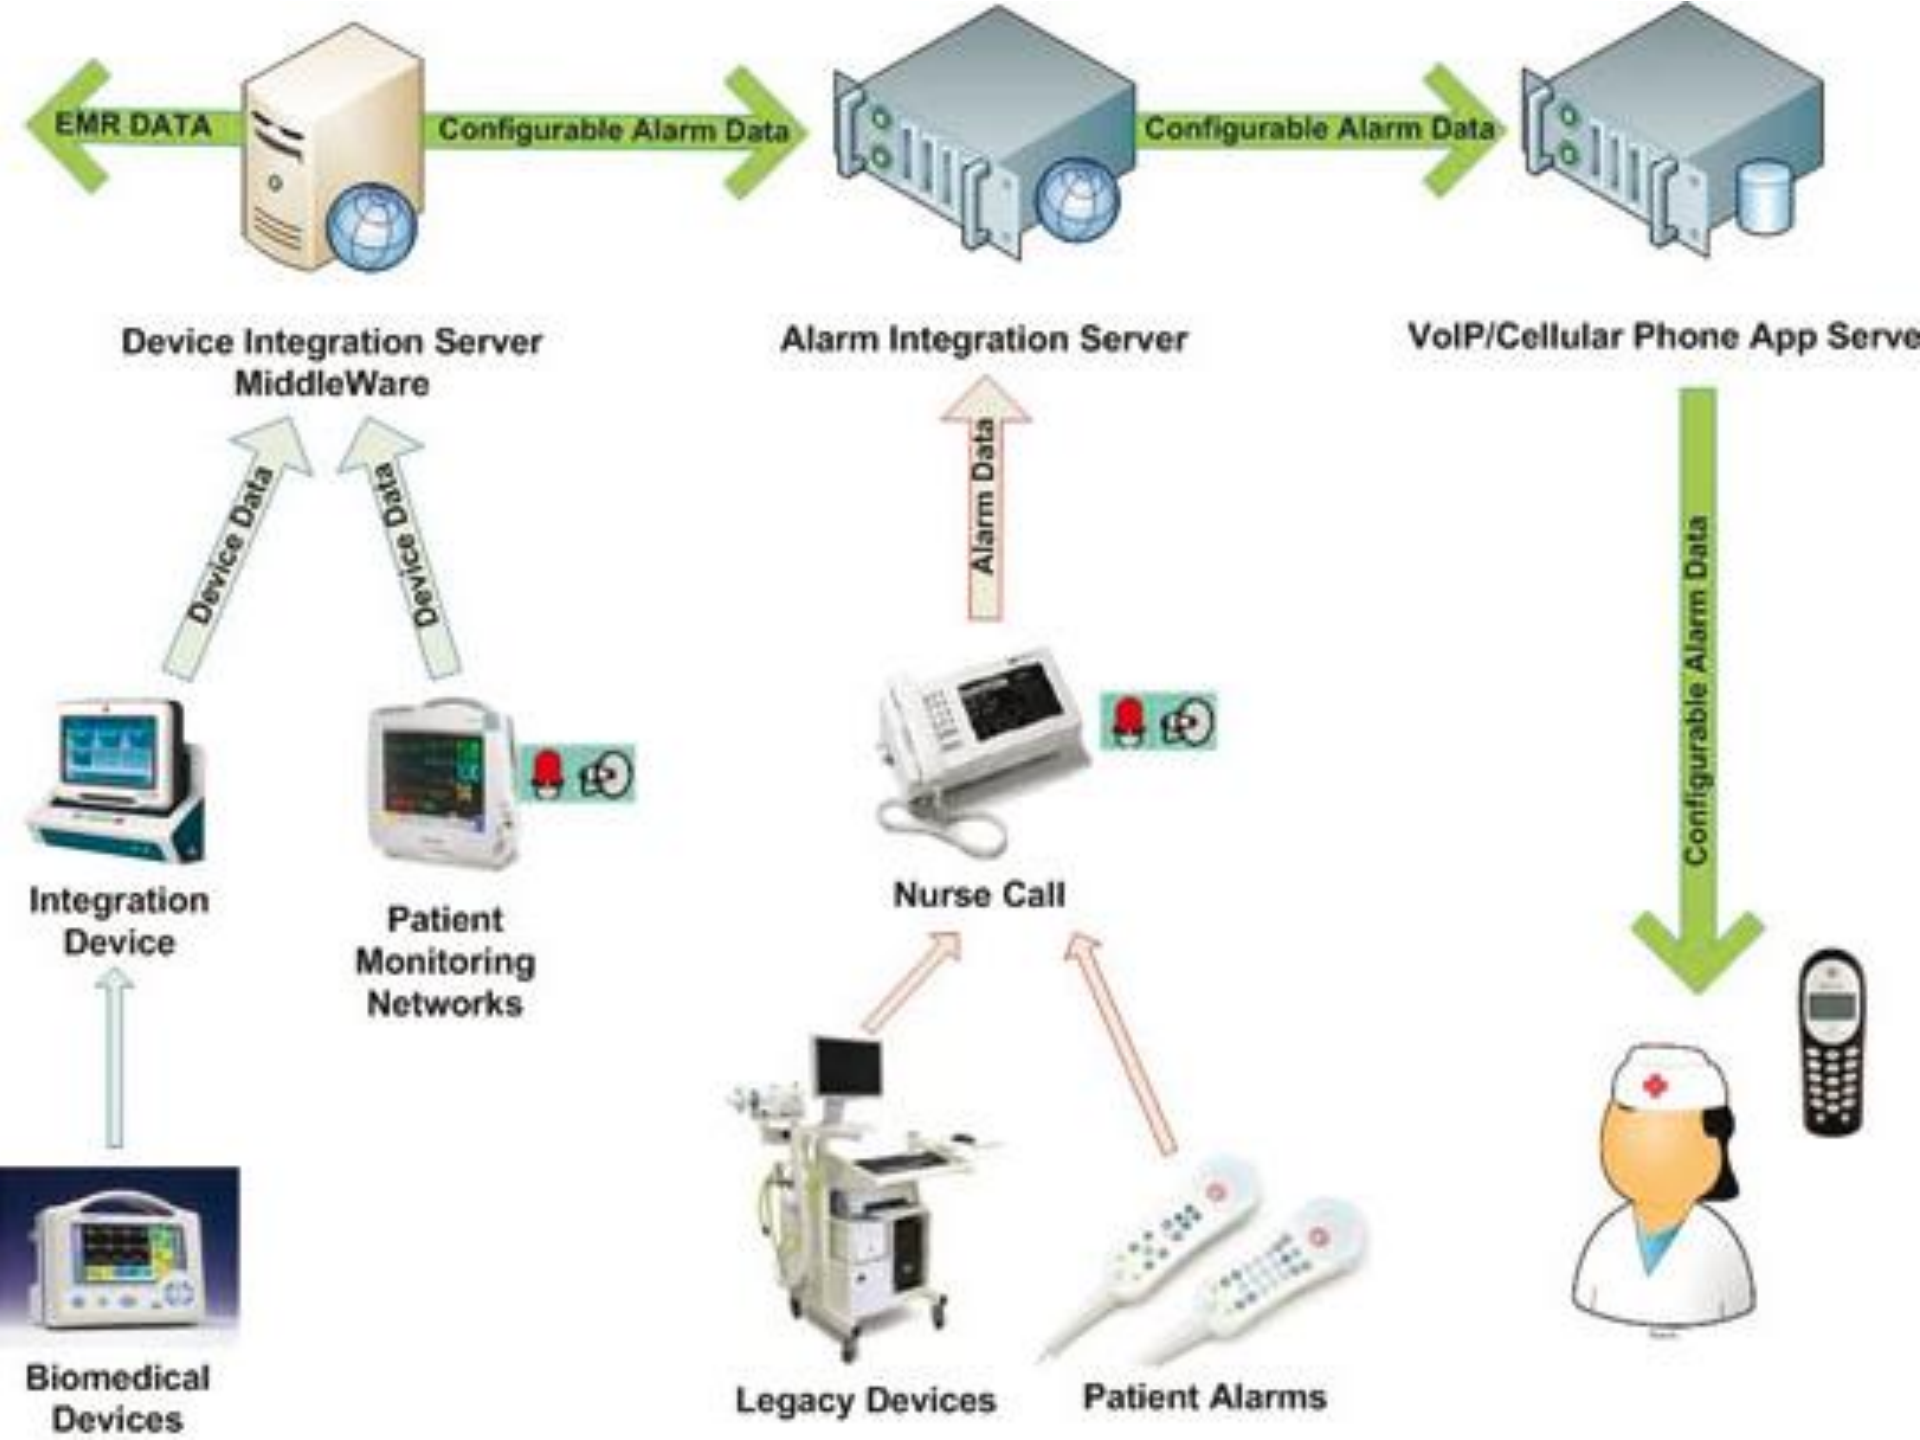 EMR DATA
Configurable Alarm Data
Configurable Alarm Data
Device Integration Server
MiddleWare
Alarm Integration Server
VoIP/Cellular Phone App Serve
Device Data
Device Data
Alarm Data
Configurable Alarm Data
Integration
Device
Patient
Monitoring
Networks
Nurse Call
Biomedical
Devices
Legacy Devices
Patient Alarms